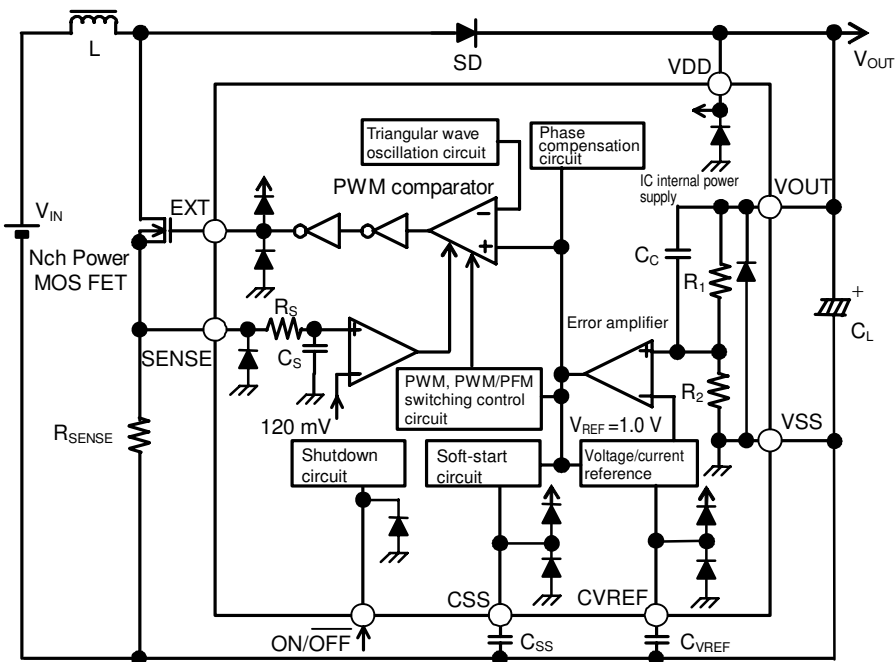 L
SD
VOUT
VDD
Triangular wave
oscillation circuit
Phase
compensation
circuit
PWM comparator
IC internal power
supply
VOUT
VIN
EXT
Nch Power
MOS FET
−
+
CC
R1
+
CL
RS
SENSE
CS
+
−
Error amplifier
+
−
R2
120 mV
PWM, PWM/PFM
switching control
circuit
VREF=1.0 V
VSS
RSENSE
Shutdown
circuit
Soft-start
circuit
Voltage/current
reference
CSS
CVREF
ON/OFF
CSS
CVREF